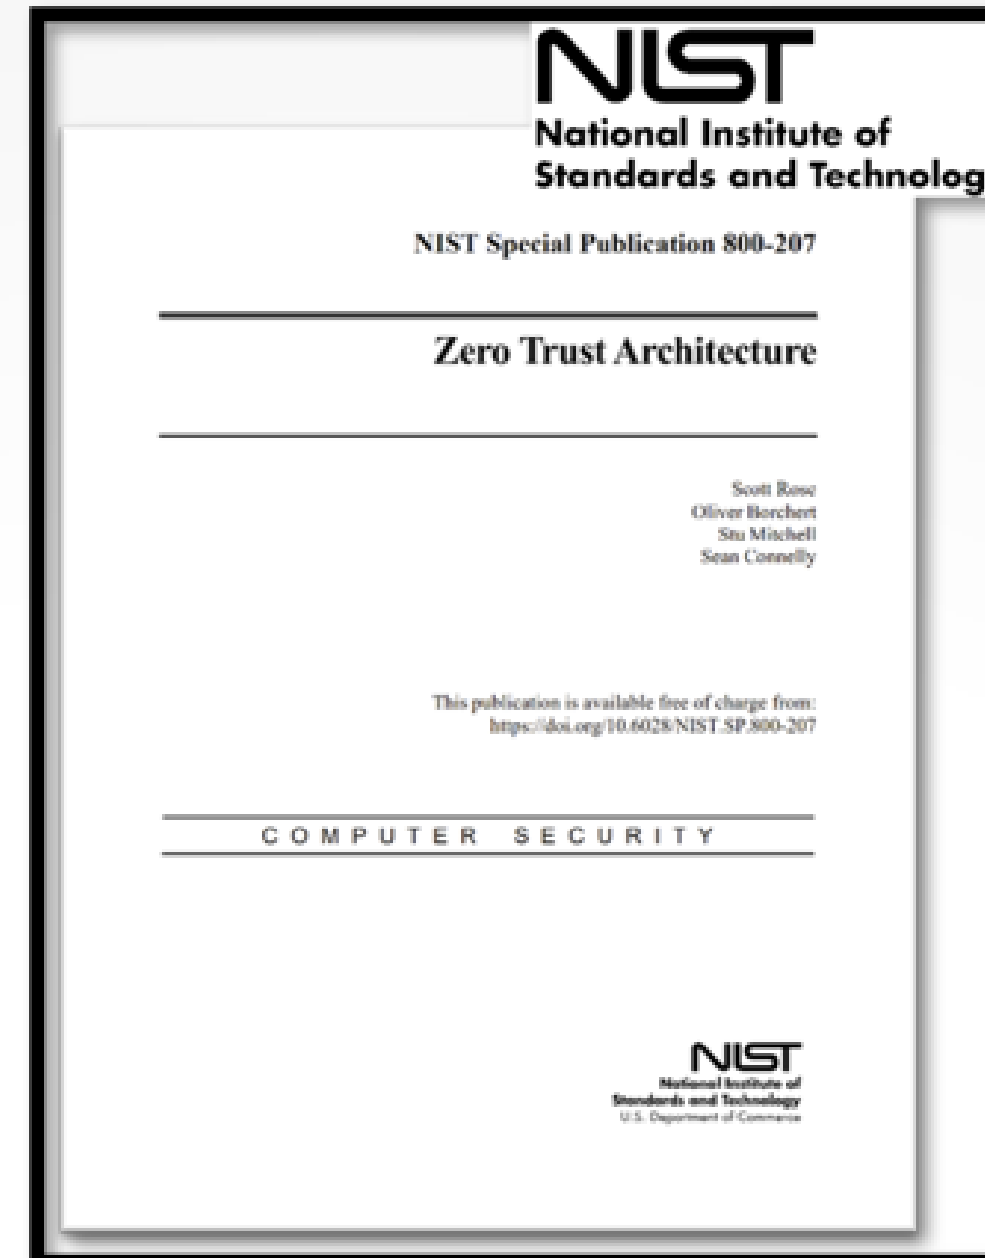 NIST
National Institute of
Standards and Technolog
NIST Special Publication 800-207
Zero Trust Architecture
Scott Rose
Oliver Borchert
Stu Mitchell
Sean Connelly
This publication is available free of charge from:
https://doi.org/10.6028/NIST.SP.800-207
COMPUTER SECURITY
NIST
National Institute of
Standards and Technology
U.S. Department of Commerce